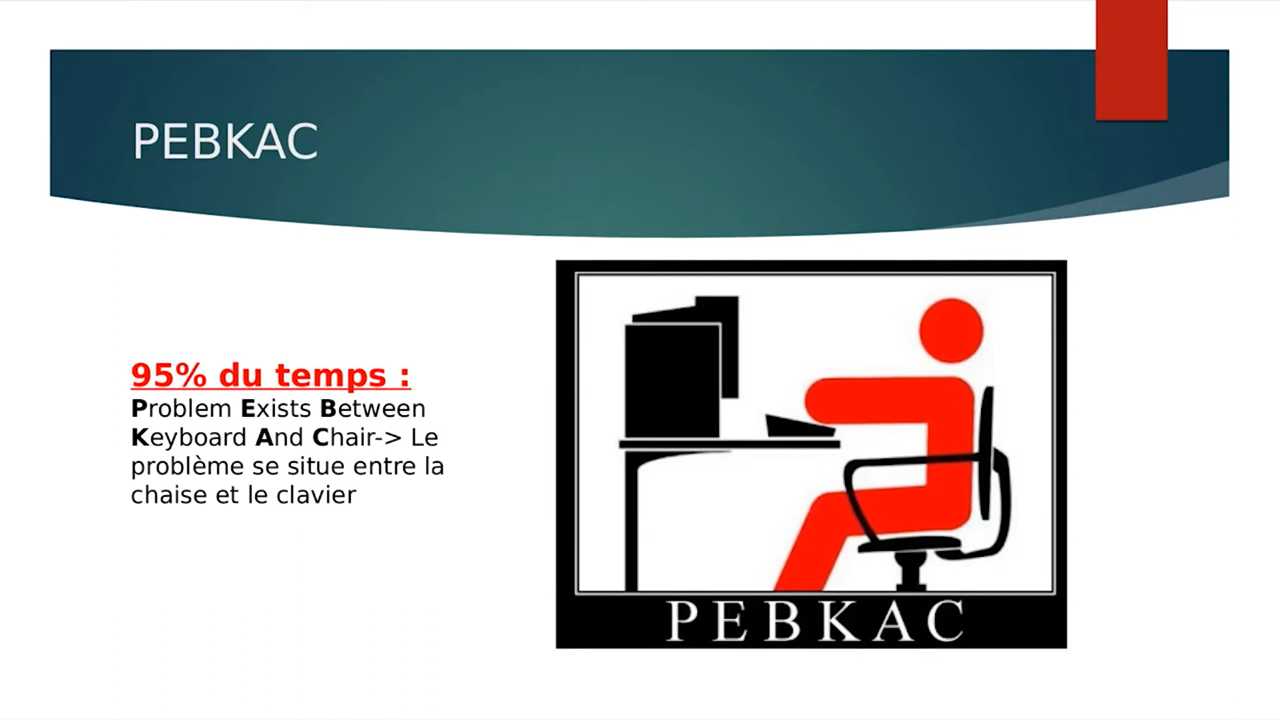 PEBKAC
95% du temps :
Problem Exists Between
Keyboard And Chair-> Le
problème se situe entre la
chaise et le clavier
PEBKAC